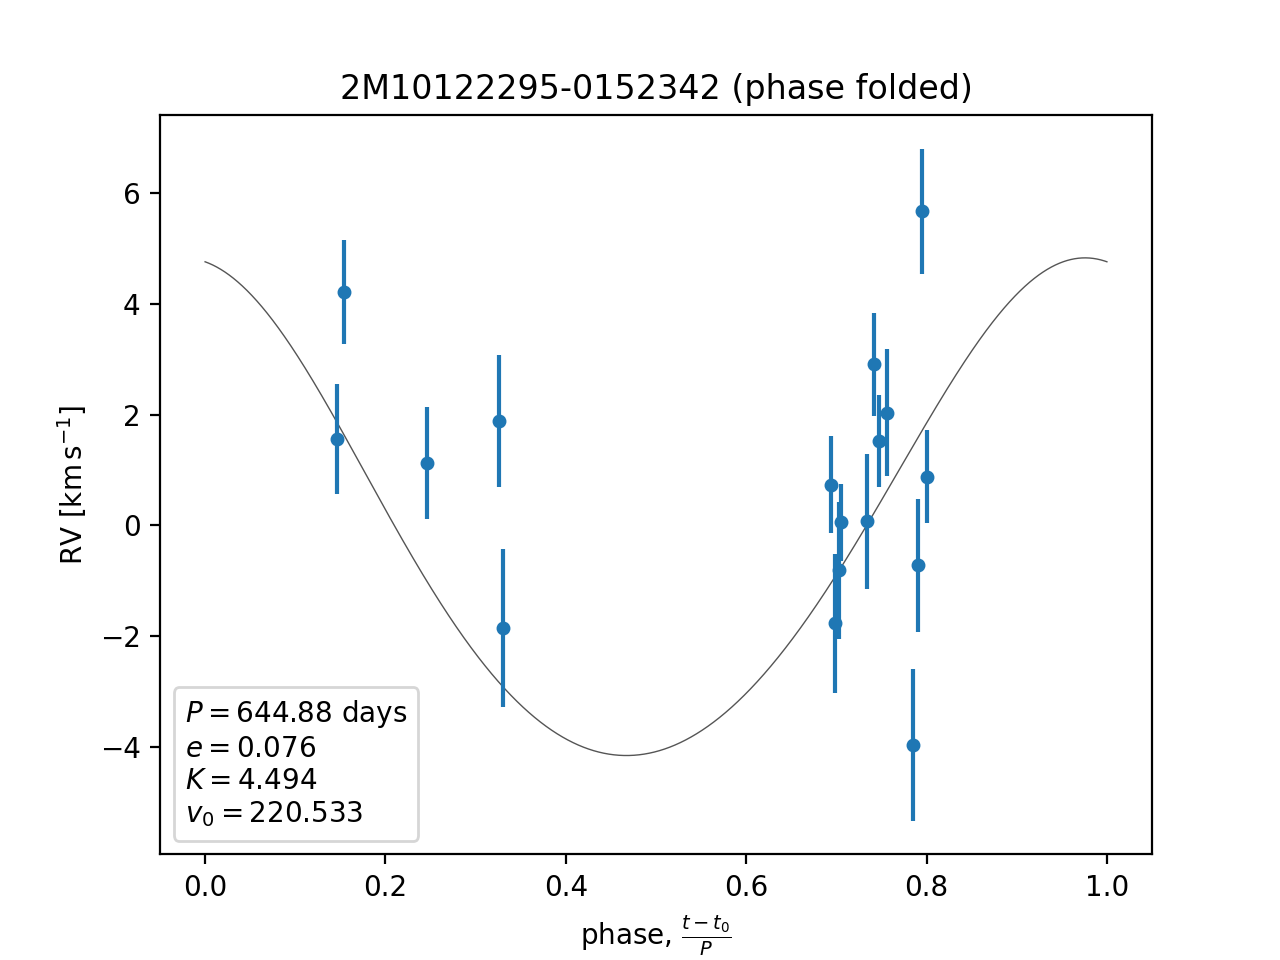 2M10122295-0152342 (phase folded)
RV [km s⁻¹]
6
4
2
0
−2
−4
P = 644.88 days
e = 0.076
K = 4.494
v₀ = 220.533
0.0 0.2 0.4 0.6 0.8 1.0
phase, (t − t₀)/P